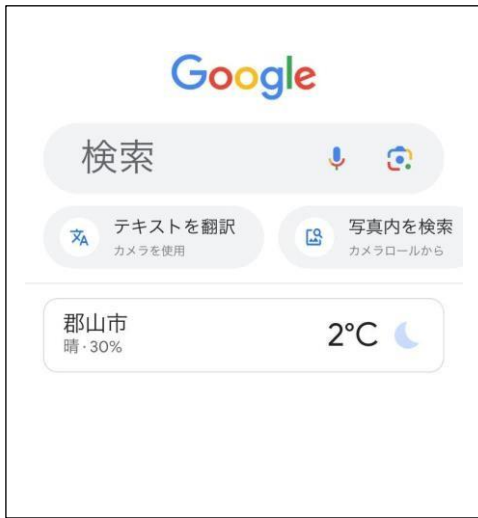 Google
検索
テキストを翻訳
カメラを使用
写真内を検索
カメラロールから
郡山市
晴・30%
2°C